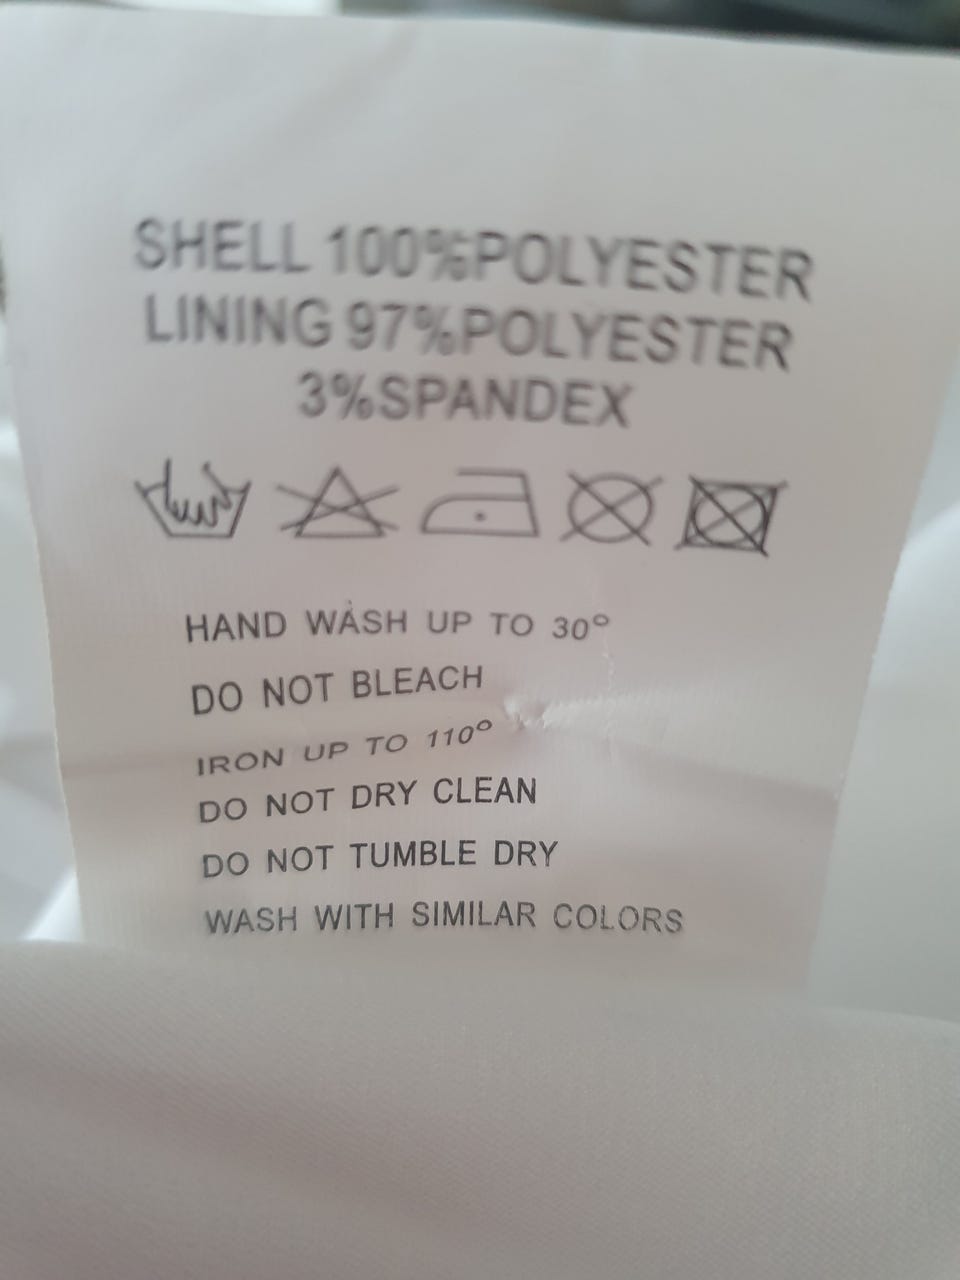 SHELL 100%POLYESTER
LINING 97%POLYESTER
3%SPANDEX
HAND WASH UP TO 30°
DO NOT BLEACH
IRON UP TO 110°
DO NOT DRY CLEAN
DO NOT TUMBLE DRY
WASH WITH SIMILAR COLORS